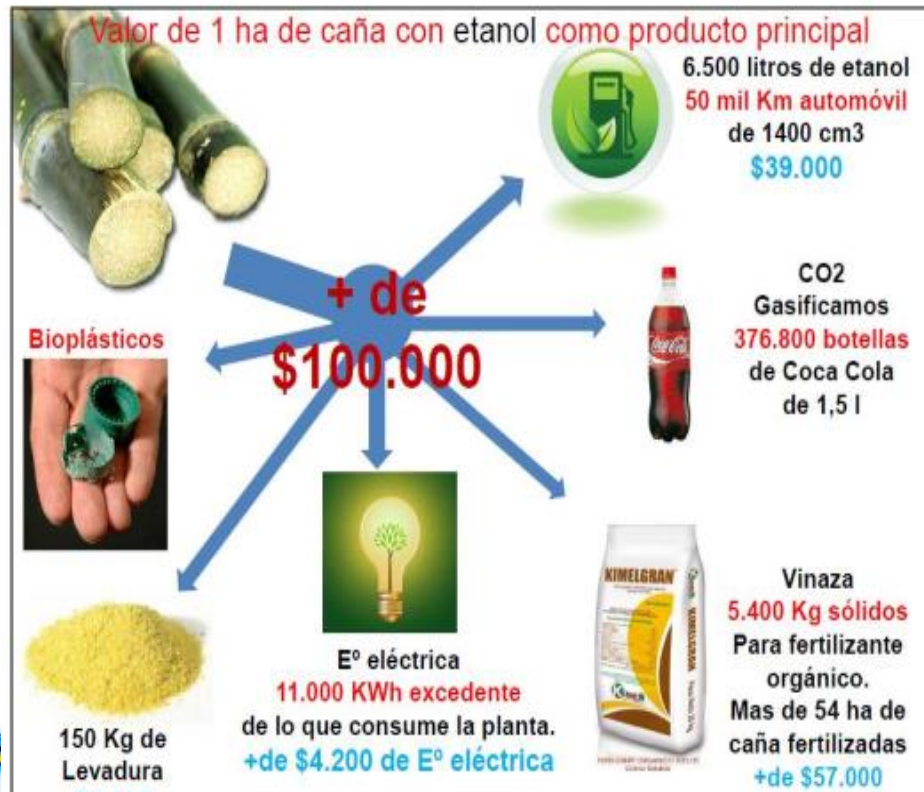 Valor de 1 ha de caña con etanol como producto principal
6.500 litros de etanol
50 mil Km automóvil
de 1400 cm3
$39.000
+ de
$100.000
CO2
Gasificamos
376.800 botellas
de Coca Cola
de 1,5 l
Coca-Cola
Bioplásticos
Eº eléctrica
11.000 KWh excedente
de lo que consume la planta.
+de $4.200 de Eº eléctrica
150 Kg de
Levadura
KIMELGRAN
KIMELGRAN
Vinaza
5.400 Kg sólidos
Para fertilizante
orgánico.
Mas de 54 ha de
caña fertilizadas
+de $57.000